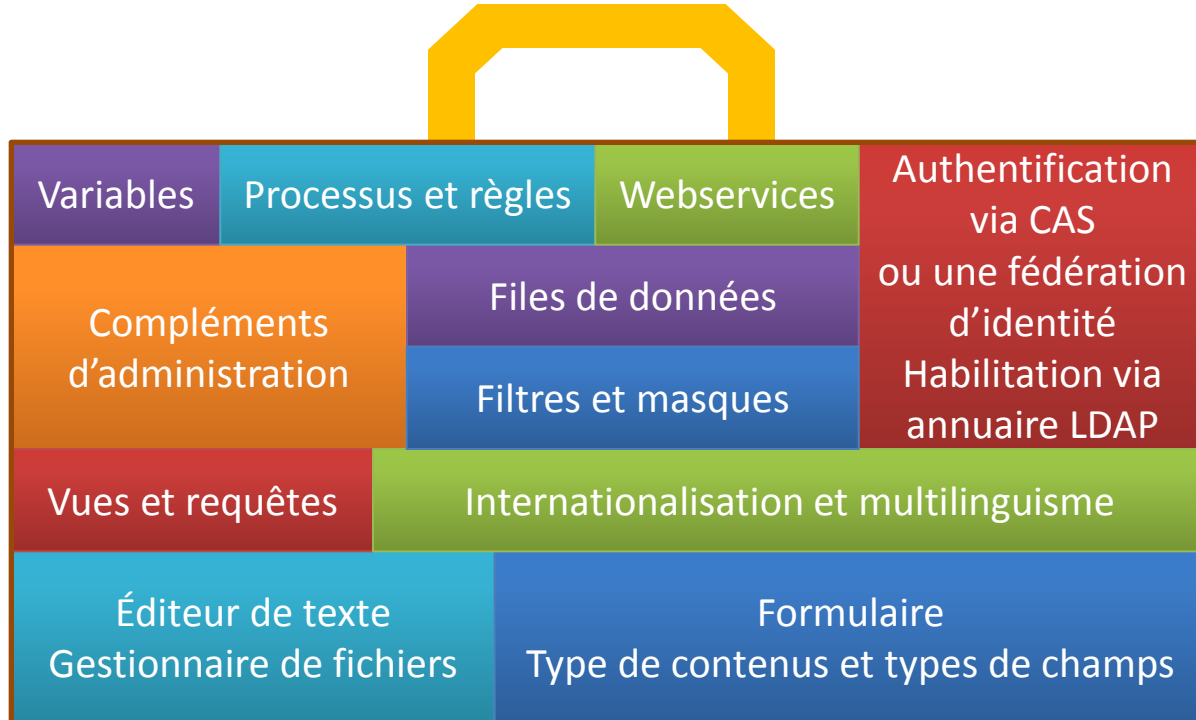 Variables
Processus et règles
Webservices
Authentification
via CAS
ou une fédération
d’identité
Habilitation via
annuaire LDAP
Compléments
d’administration
Files de données
Filtres et masques
Vues et requêtes
Internationalisation et multilinguisme
Éditeur de texte
Gestionnaire de fichiers
Formulaire
Type de contenus et types de champs